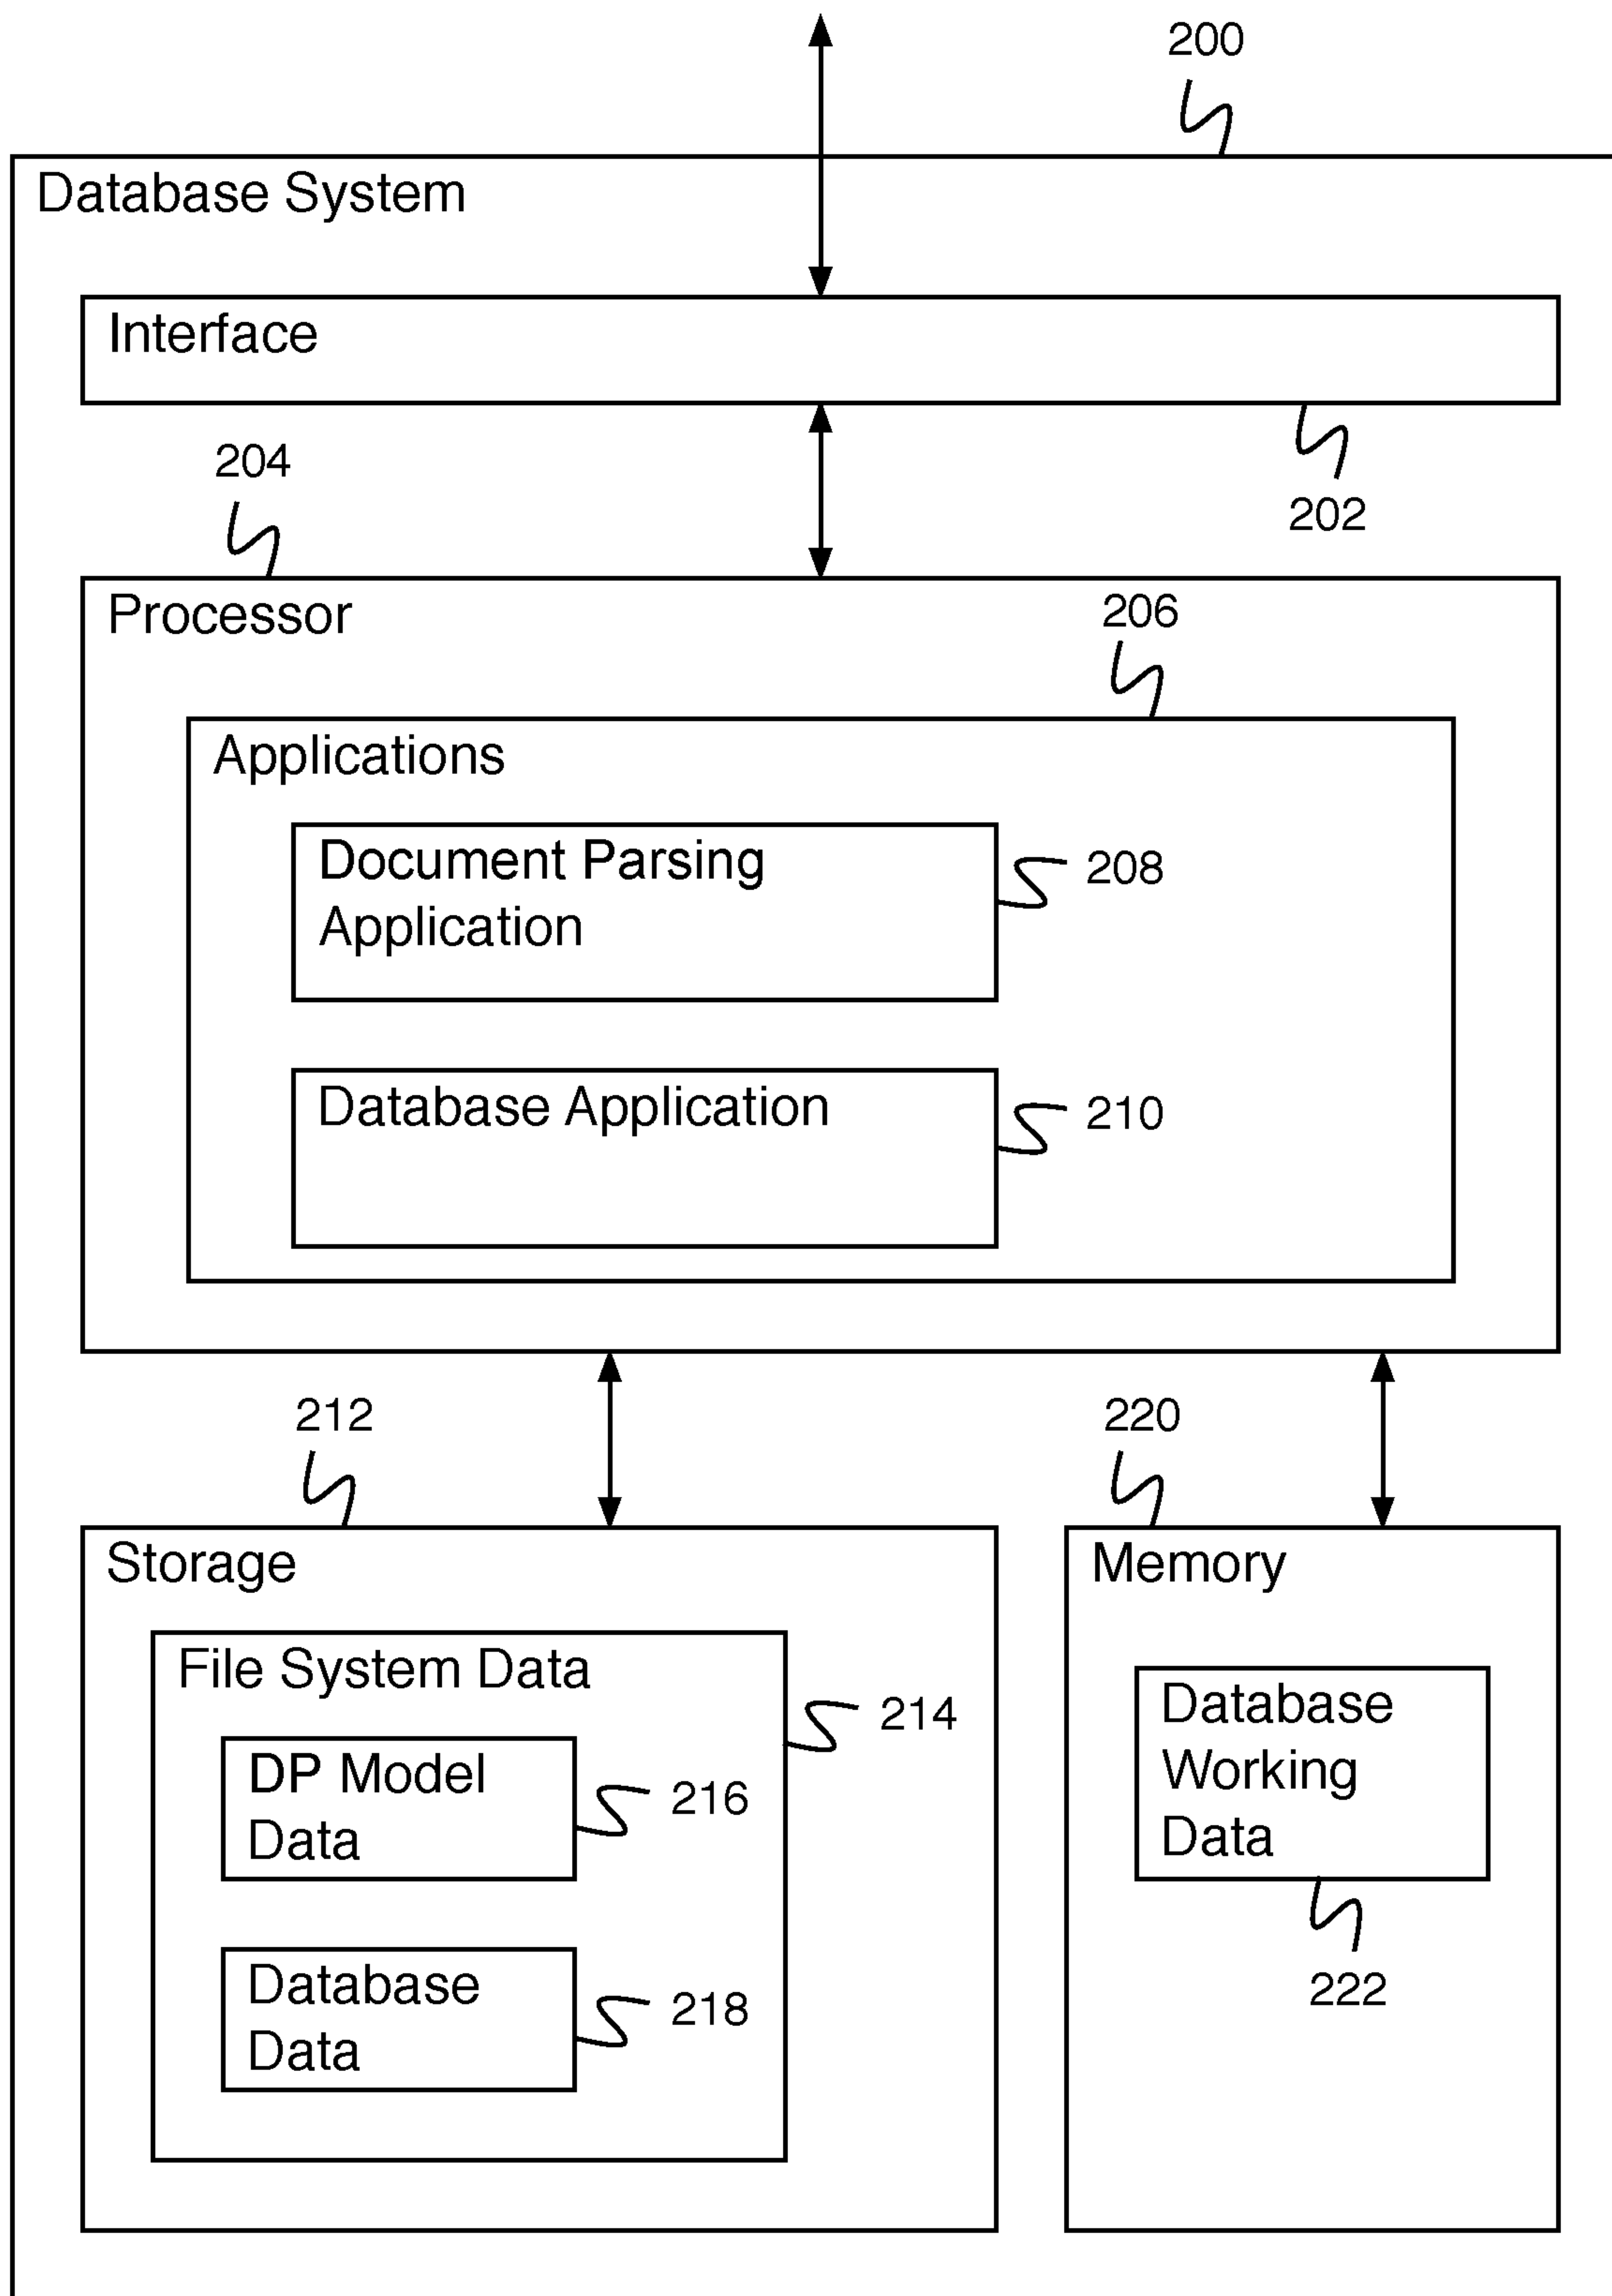 200
Database System
Interface
204
202
Processor
206
Applications
Document Parsing
Application
208
Database Application
210
212
220
Storage
Memory
File System Data
214
DP Model
Data
216
Database
Data
218
Database
Working
Data
222